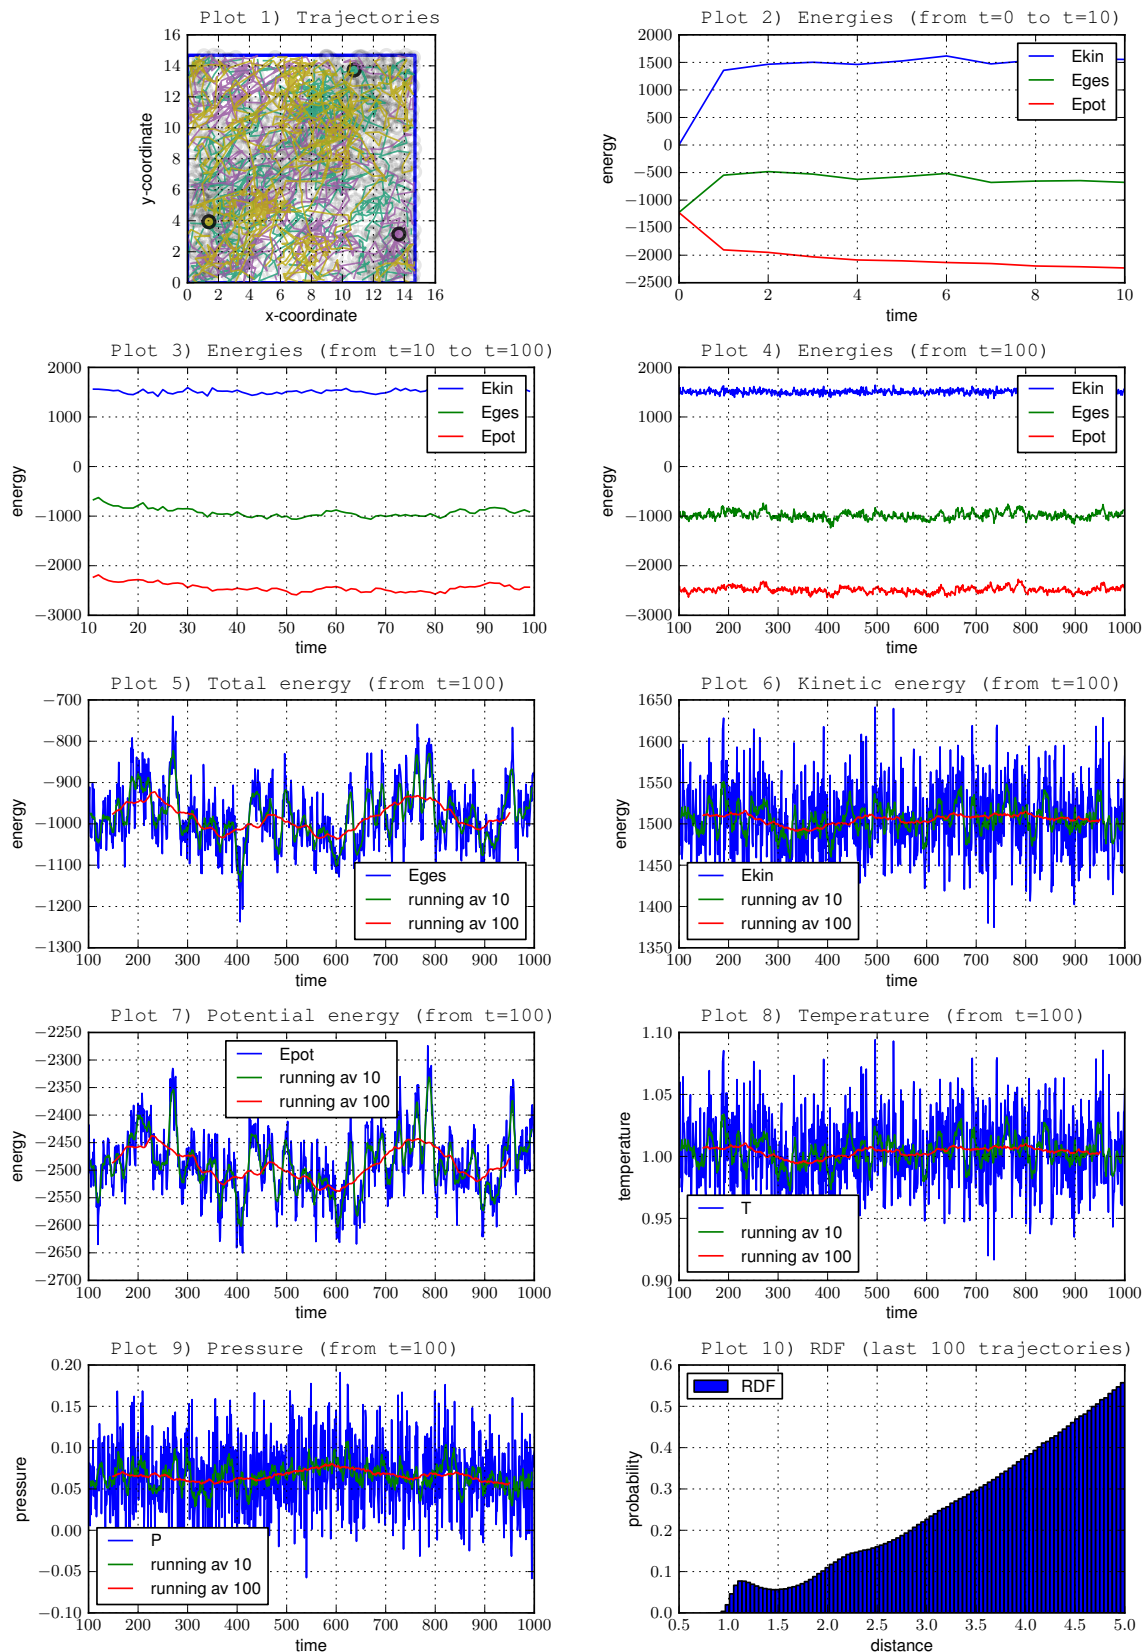 Plot 1) Trajectories
16
14
12
10
8
6
4
2
0
y-coordinate
0 2 4 6 8 10 12 14 16
x-coordinate
Plot 2) Energies (from t=0 to t=10)
2000
1500
1000
500
0
−500
−1000
−1500
−2000
−2500
energy
Ekin
Eges
Epot
0 2 4 6 8 10
time
Plot 3) Energies (from t=10 to t=100)
2000
1000
0
−1000
−2000
−3000
energy
Ekin
Eges
Epot
10 20 30 40 50 60 70 80 90 100
time
Plot 4) Energies (from t=100)
2000
1000
0
−1000
−2000
−3000
energy
Ekin
Eges
Epot
100 200 300 400 500 600 700 800 900 1000
time
Plot 5) Total energy (from t=100)
−700
−800
−900
−1000
−1100
−1200
−1300
energy
Eges
running av 10
running av 100
100 200 300 400 500 600 700 800 900 1000
time
Plot 6) Kinetic energy (from t=100)
1650
1600
1550
1500
1450
1400
1350
energy
Ekin
running av 10
running av 100
100 200 300 400 500 600 700 800 900 1000
time
Plot 7) Potential energy (from t=100)
−2250
−2300
−2350
−2400
−2450
−2500
−2550
−2600
−2650
−2700
energy
Epot
running av 10
running av 100
100 200 300 400 500 600 700 800 900 1000
time
Plot 8) Temperature (from t=100)
1.10
1.05
1.00
0.95
0.90
temperature
T
running av 10
running av 100
100 200 300 400 500 600 700 800 900 1000
time
Plot 9) Pressure (from t=100)
0.20
0.15
0.10
0.05
0.00
−0.05
−0.10
pressure
P
running av 10
running av 100
100 200 300 400 500 600 700 800 900 1000
time
Plot 10) RDF (last 100 trajectories)
0.6
0.5
0.4
0.3
0.2
0.1
0.0
probability
RDF
0.5 1.0 1.5 2.0 2.5 3.0 3.5 4.0 4.5 5.0
distance